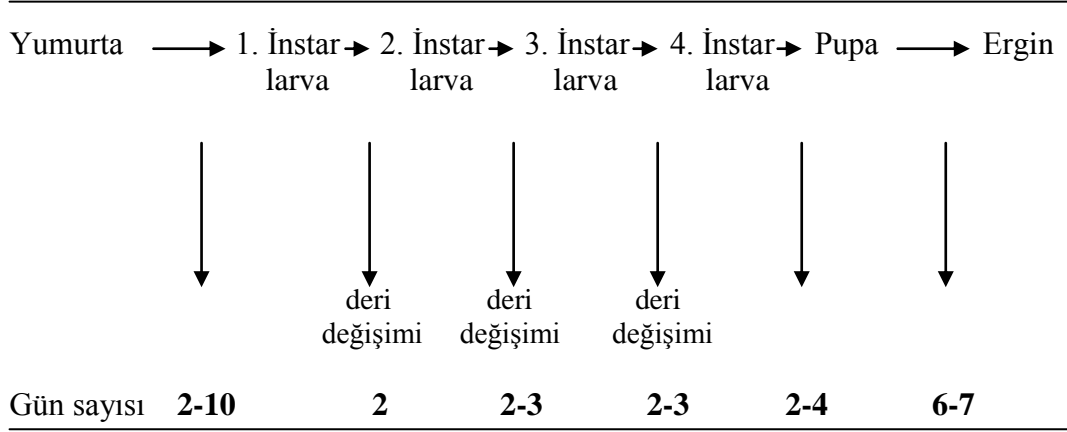 Yumurta 1. İnstar 2. İnstar 3. İnstar 4. İnstar Pupa Ergin
larva larva larva larva
deri deri deri
değişimi değişimi değişimi
Gün sayısı 2-10 2 2-3 2-3 2-4 6-7